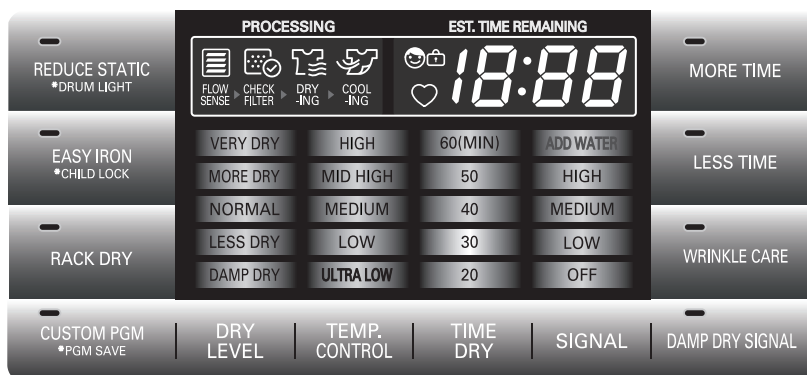 PROCESSING
EST. TIME REMAINING
FLOW SENSE
CHECK FILTER
DRY -ING
COOL -ING
18:88
REDUCE STATIC
*DRUM LIGHT
EASY IRON
*CHILD LOCK
RACK DRY
CUSTOM PGM
*PGM SAVE
VERY DRY HIGH 60(MIN) ADD WATER
MORE DRY MID HIGH 50 HIGH
NORMAL MEDIUM 40 MEDIUM
LESS DRY LOW 30 LOW
DAMP DRY ULTRA LOW 20 OFF
DRY LEVEL
TEMP. CONTROL
TIME DRY
SIGNAL
MORE TIME
LESS TIME
WRINKLE CARE
DAMP DRY SIGNAL